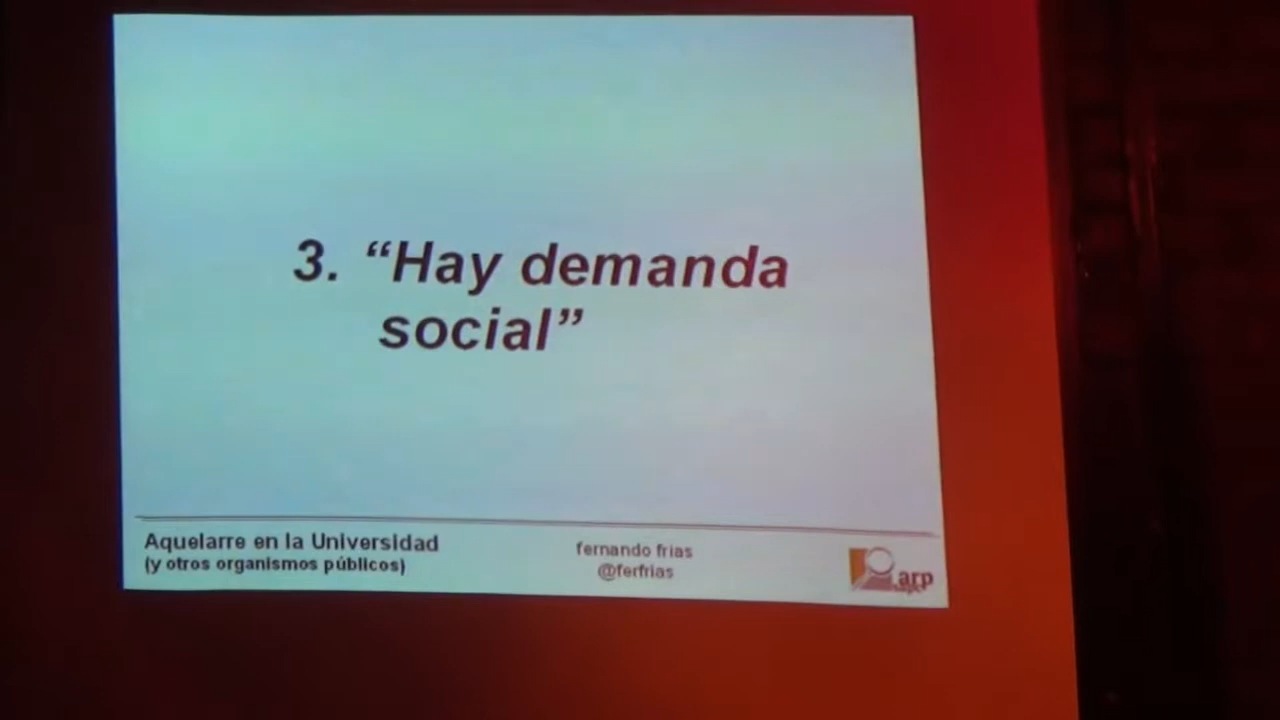 3. “Hay demanda
social”
Aquelarre en la Universidad
(y otros organismos públicos)
fernando frias
@ferfrias
arp